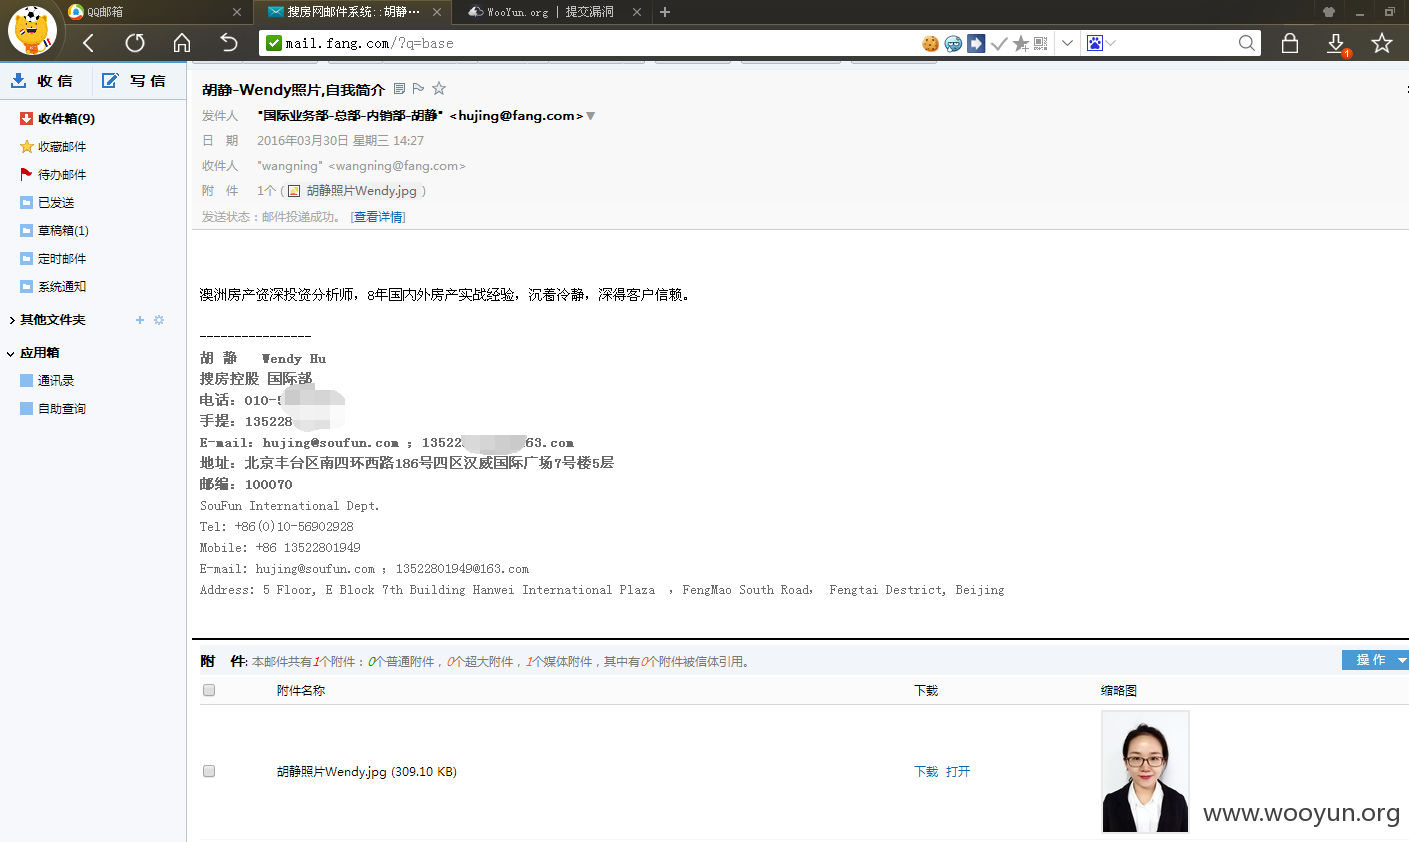 QQ邮箱
搜房网邮件系统::胡静···
WooYun.org | 提交漏洞
mail.fang.com/?q=base
1
收 信 写 信
收件箱(9)
收藏邮件
待办邮件
已发送
草稿箱(1)
定时邮件
系统通知
其他文件夹
应用箱
通讯录
自助查询
胡静-Wendy照片,自我简介
发件人 "国际业务部-总部-内销部-胡静" <hujing@fang.com>
日 期 2016年03月30日 星期三 14:27
收件人 "wangning" <wangning@fang.com>
附 件 1个 ( 胡静照片Wendy.jpg )
发送状态：邮件投递成功。 [查看详情]
澳洲房产资深投资分析师，8年国内外房产实战经验，沉着冷静，深得客户信赖。
----------------
胡 静 Wendy Hu
搜房控股 国际部
电话：010-5
手提：135228
E-mail：hujing@soufun.com ；13522 63.com
地址：北京丰台区南四环西路186号四区汉威国际广场7号楼5层
邮编：100070
SouFun International Dept.
Tel: +86(0)10-56902928
Mobile: +86 13522801949
E-mail: hujing@soufun.com ；13522801949@163.com
Address: 5 Floor, E Block 7th Building Hanwei International Plaza ，FengMao South Road， Fengtai Destrict, Beijing
附 件: 本邮件共有1个附件：0个普通附件，0个超大附件，1个媒体附件，其中有0个附件被信体引用。
操 作
附件名称 下载 缩略图
胡静照片Wendy.jpg (309.10 KB) 下载 打开
www.wooyun.org